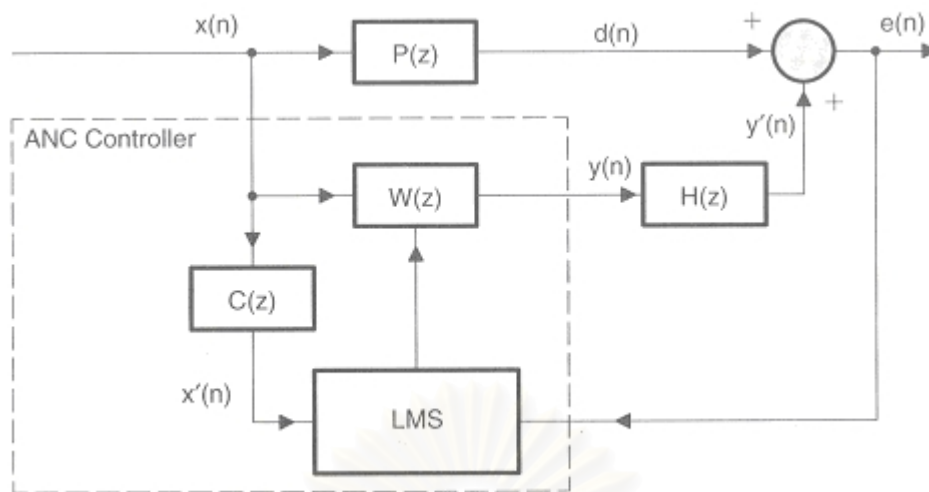 x(n)
P(z)
d(n)
+
e(n)
+
y′(n)
ANC Controller
W(z)
y(n)
H(z)
C(z)
x′(n)
LMS